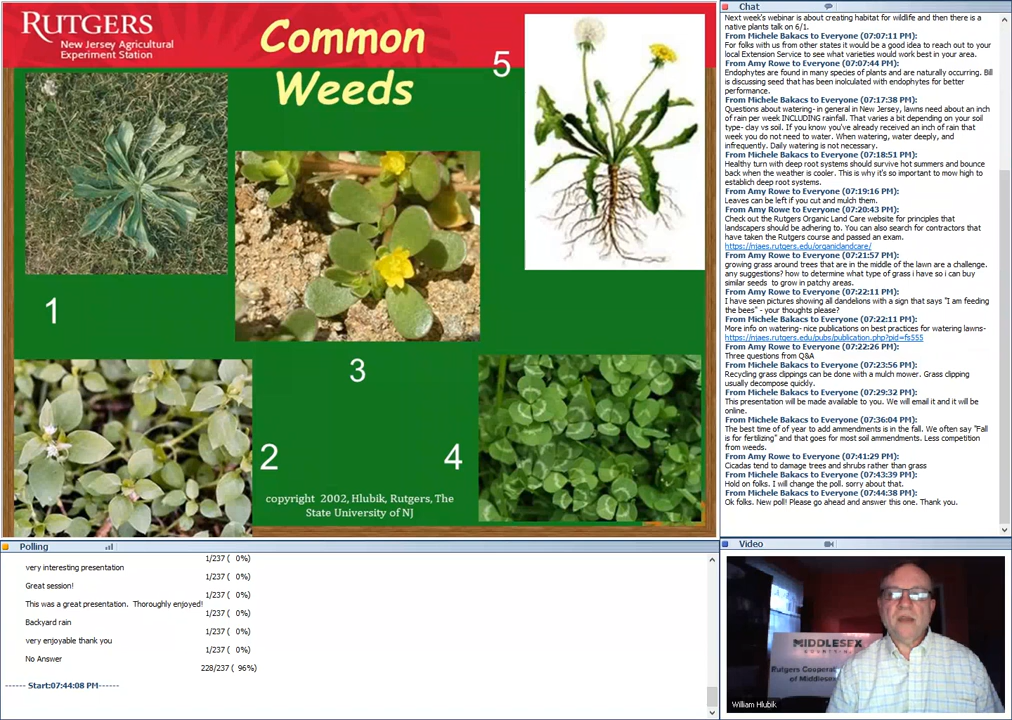 RUTGERS
New Jersey Agricultural
Experiment Station
Common
Weeds
5
1
3
2
4
copyright 2002, Hlubik, Rutgers, The
State University of NJ
Chat
Next week's webinar is about creating habitat for wildlife and then there is a
native plants talk on 6/1.
From Michele Bakacs to Everyone (07:07:11 PM):
For folks with us from other states it would be a good idea to reach out to your
local Extension Service to see what varieties would work best in your area.
From Amy Rowe to Everyone (07:07:44 PM):
Endophytes are found in many species of plants and are naturally occurring. Bill
is discussing seed that has been inolculated with endophytes for better
performance.
From Michele Bakacs to Everyone (07:17:38 PM):
Questions about watering- in general in New Jersey, lawns need about an inch
of rain per week INCLUDING rainfall. That varies a bit depending on your soil
type- clay vs soil. If you know you've already received an inch of rain that
week you do not need to water. When watering, water deeply, and
infrequently. Daily watering is not necessary.
From Michele Bakacs to Everyone (07:18:51 PM):
Healthy turn with deep root systems should survive hot summers and bounce
back when the weather is cooler. This is why it's so important to mow high to
establich deep root systems.
From Amy Rowe to Everyone (07:19:16 PM):
Leaves can be left if you cut and mulch them.
From Amy Rowe to Everyone (07:20:43 PM):
Check out the Rutgers Organic Land Care website for principles that
landscapers should be adhering to. You can also search for contractors that
have taken the Rutgers course and passed an exam.
https://njaes.rutgers.edu/organiclandcare/
From Amy Rowe to Everyone (07:21:57 PM):
growing grass around trees that are in the middle of the lawn are a challenge.
any suggestions? how to determine what type of grass i have so i can buy
similar seeds to grow in patchy areas.
From Amy Rowe to Everyone (07:22:11 PM):
I have seen pictures showing all dandelions with a sign that says "I am feeding
the bees" - your thoughts please?
From Michele Bakacs to Everyone (07:22:11 PM):
More info on watering- nice publications on best practices for watering lawns-
https://njaes.rutgers.edu/pubs/publication.php?pid=fs555
From Amy Rowe to Everyone (07:22:26 PM):
Three questions from Q&A
From Michele Bakacs to Everyone (07:23:56 PM):
Recycling grass clippings can be done with a mulch mower. Grass clipping
usually decompose quickly.
From Michele Bakacs to Everyone (07:29:32 PM):
This presentation will be made available to you. We will email it and it will be
online.
From Michele Bakacs to Everyone (07:36:04 PM):
The best time of of year to add ammendments is in the fall. We often say "Fall
is for fertilizing" and that goes for most soil ammendments. Less competition
from weeds.
From Amy Rowe to Everyone (07:41:29 PM):
Cicadas tend to damage trees and shrubs rather than grass
From Michele Bakacs to Everyone (07:43:39 PM):
Hold on folks. I will change the poll. sorry about that.
From Michele Bakacs to Everyone (07:44:38 PM):
Ok folks. New poll! Please go ahead and answer this one. Thank you.
Polling
1/237 ( 0%)
very interesting presentation
1/237 ( 0%)
Great session!
1/237 ( 0%)
This was a great presentation. Thoroughly enjoyed!
1/237 ( 0%)
Backyard rain
1/237 ( 0%)
very enjoyable thank you
1/237 ( 0%)
No Answer
228/237 ( 96%)
------ Start:07:44:08 PM------
Video
MIDDLESEX
Rutgers Coopera
of Middlesex
William Hlubik